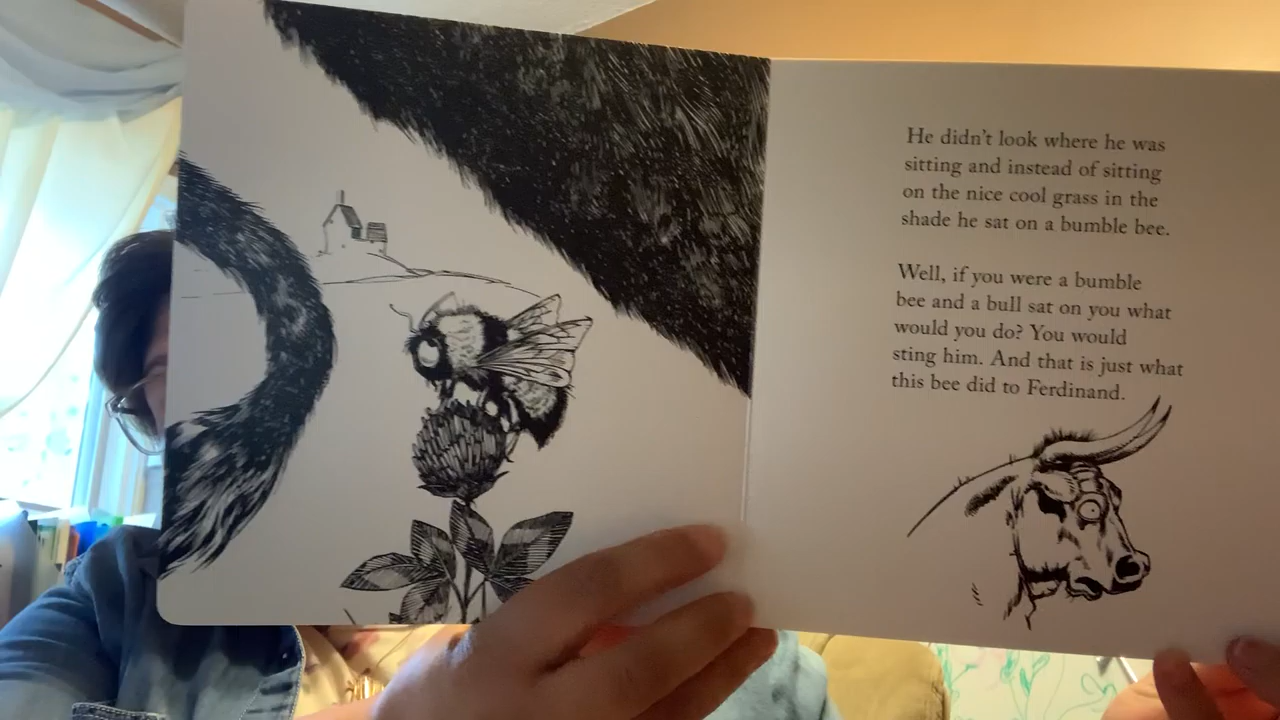 He didn't look where he was
sitting and instead of sitting
on the nice cool grass in the
shade he sat on a bumble bee.
Well, if you were a bumble
bee and a bull sat on you what
would you do? You would
sting him. And that is just what
this bee did to Ferdinand.